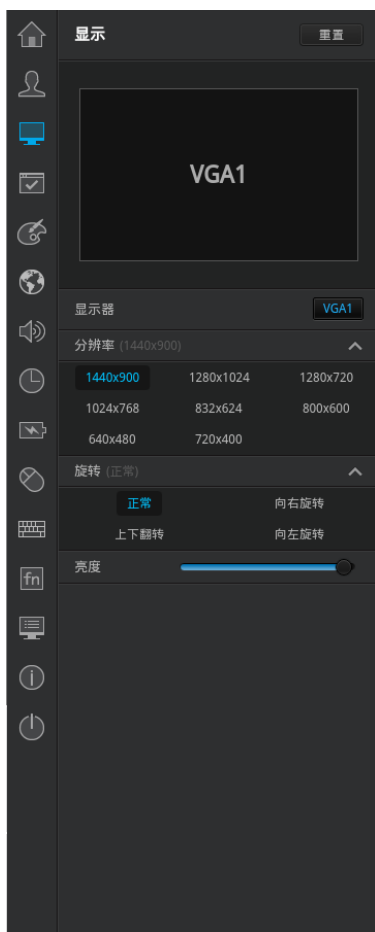 显示 重置
VGA1
显示器 VGA1
分辨率 (1440x900)
1440x900 1280x1024 1280x720
1024x768 832x624 800x600
640x480 720x400
旋转 (正常)
正常 向右旋转
上下翻转 向左旋转
亮度
fn